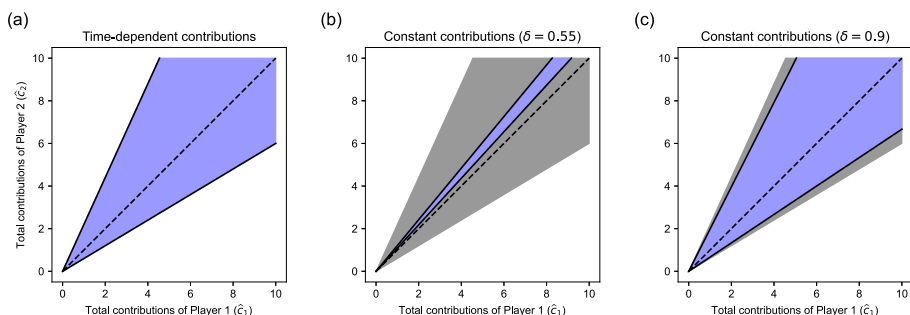 (a)
Time-dependent contributions
10
8
6
4
2
0
0 2 4 6 8 10
Total contributions of Player 2 (ĉ₂)
Total contributions of Player 1 (ĉ₁)
(b)
Constant contributions (δ = 0.55)
10
8
6
4
2
0
0 2 4 6 8 10
Total contributions of Player 1 (ĉ₁)
(c)
Constant contributions (δ = 0.9)
10
8
6
4
2
0
0 2 4 6 8 10
Total contributions of Player 1 (ĉ₁)